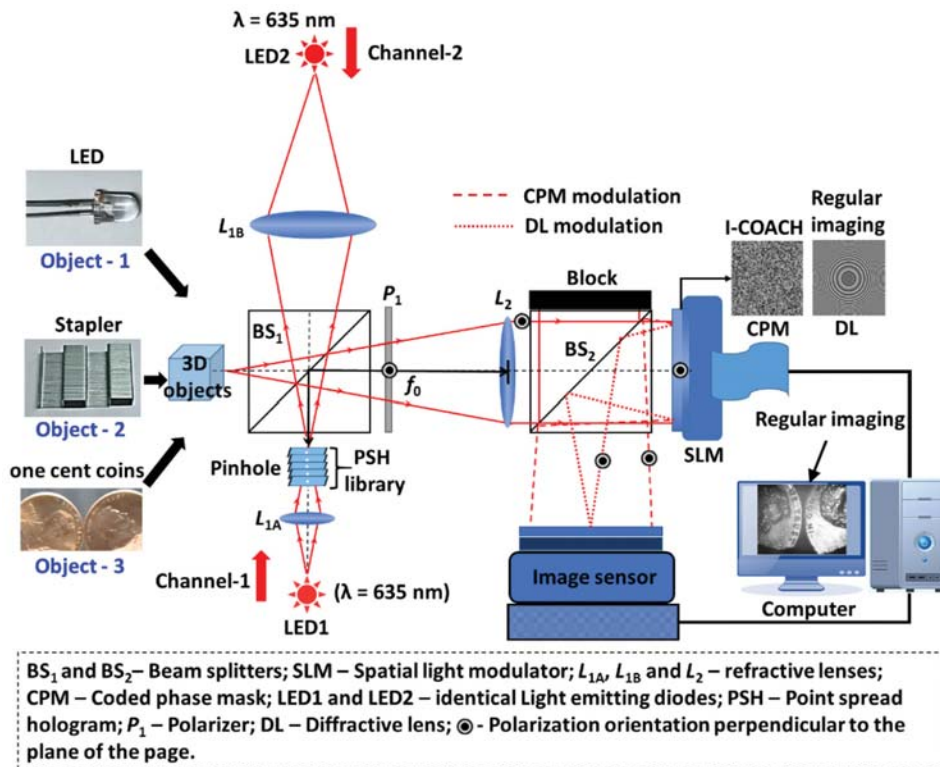 λ = 635 nm
LED2
Channel-2
LED
Object - 1
L1B
CPM modulation
DL modulation
I-COACH
Regular
imaging
CPM
DL
Block
P1
L2
BS1
BS2
Stapler
3D
objects
f0
Object - 2
SLM
Regular imaging
one cent coins
Pinhole
PSH
library
L1A
Object - 3
Channel-1
(λ = 635 nm)
LED1
Image sensor
Computer
BS1 and BS2– Beam splitters; SLM – Spatial light modulator; L1A, L1B and L2 – refractive lenses;
CPM – Coded phase mask; LED1 and LED2 – identical Light emitting diodes; PSH – Point spread
hologram; P1 – Polarizer; DL – Diffractive lens; ◉ - Polarization orientation perpendicular to the
plane of the page.